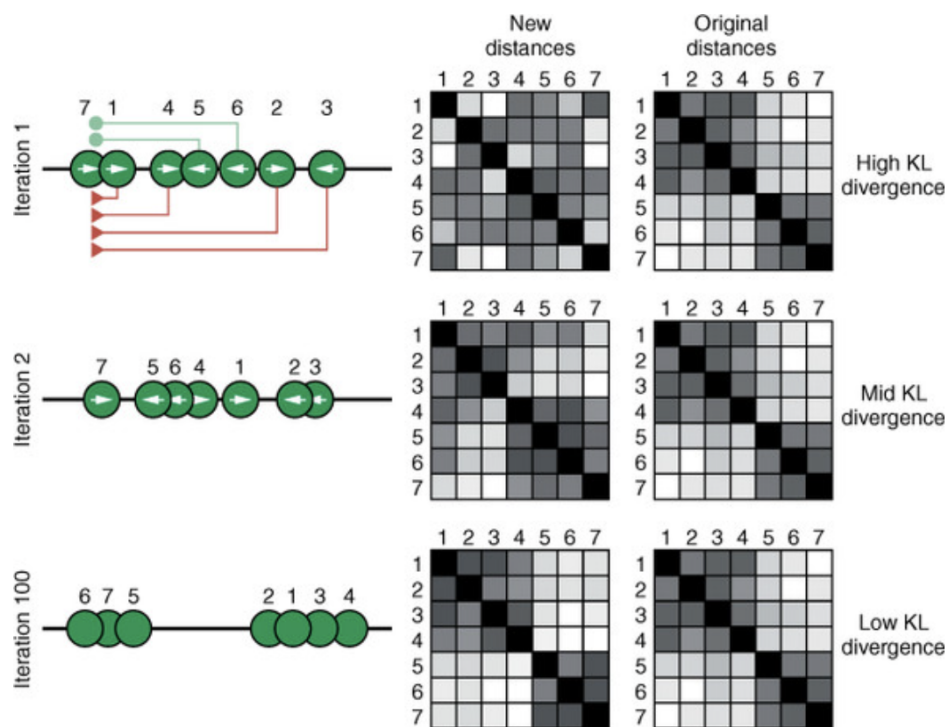 New distances
Original distances
1 2 3 4 5 6 7
1 2 3 4 5 6 7
Iteration 1
7 1 4 5 6 2 3
1
2
3
4
5
6
7
1
2
3
4
5
6
7
High KL divergence
1 2 3 4 5 6 7
1 2 3 4 5 6 7
Iteration 2
7 5 6 4 1 2 3
1
2
3
4
5
6
7
1
2
3
4
5
6
7
Mid KL divergence
1 2 3 4 5 6 7
1 2 3 4 5 6 7
Iteration 100
6 7 5 2 1 3 4
1
2
3
4
5
6
7
1
2
3
4
5
6
7
Low KL divergence